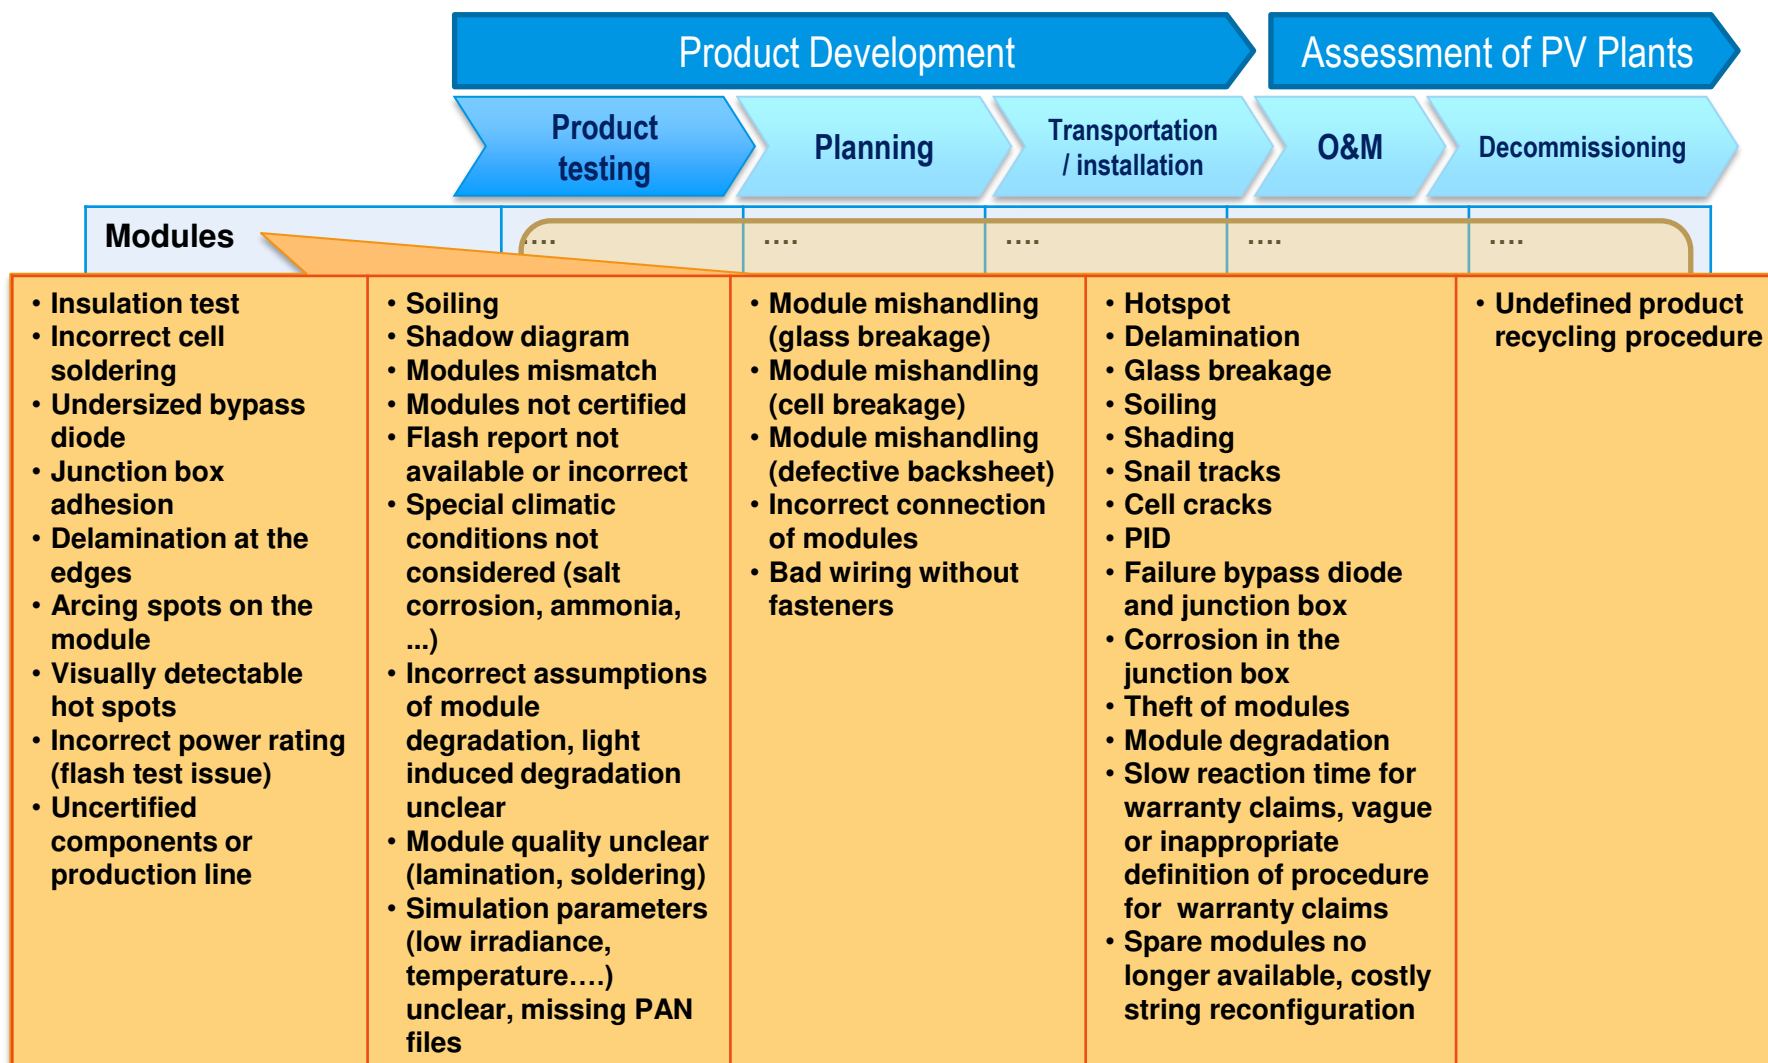 Product Development
Assessment of PV Plants
Product
testing
Planning
Transportation
/ installation
O&M
Decommissioning
Modules
....
....
....
....
....
• Insulation test
• Incorrect cell
soldering
• Undersized bypass
diode
• Junction box
adhesion
• Delamination at the
edges
• Arcing spots on the
module
• Visually detectable
hot spots
• Incorrect power rating
(flash test issue)
• Uncertified
components or
production line
• Soiling
• Shadow diagram
• Modules mismatch
• Modules not certified
• Flash report not
available or incorrect
• Special climatic
conditions not
considered (salt
corrosion, ammonia,
...)
• Incorrect assumptions
of module
degradation, light
induced degradation
unclear
• Module quality unclear
(lamination, soldering)
• Simulation parameters
(low irradiance,
temperature….)
unclear, missing PAN
files
• Module mishandling
(glass breakage)
• Module mishandling
(cell breakage)
• Module mishandling
(defective backsheet)
• Incorrect connection
of modules
• Bad wiring without
fasteners
• Hotspot
• Delamination
• Glass breakage
• Soiling
• Shading
• Snail tracks
• Cell cracks
• PID
• Failure bypass diode
and junction box
• Corrosion in the
junction box
• Theft of modules
• Module degradation
• Slow reaction time for
warranty claims, vague
or inappropriate
definition of procedure
for  warranty claims
• Spare modules no
longer available, costly
string reconfiguration
• Undefined product
recycling procedure